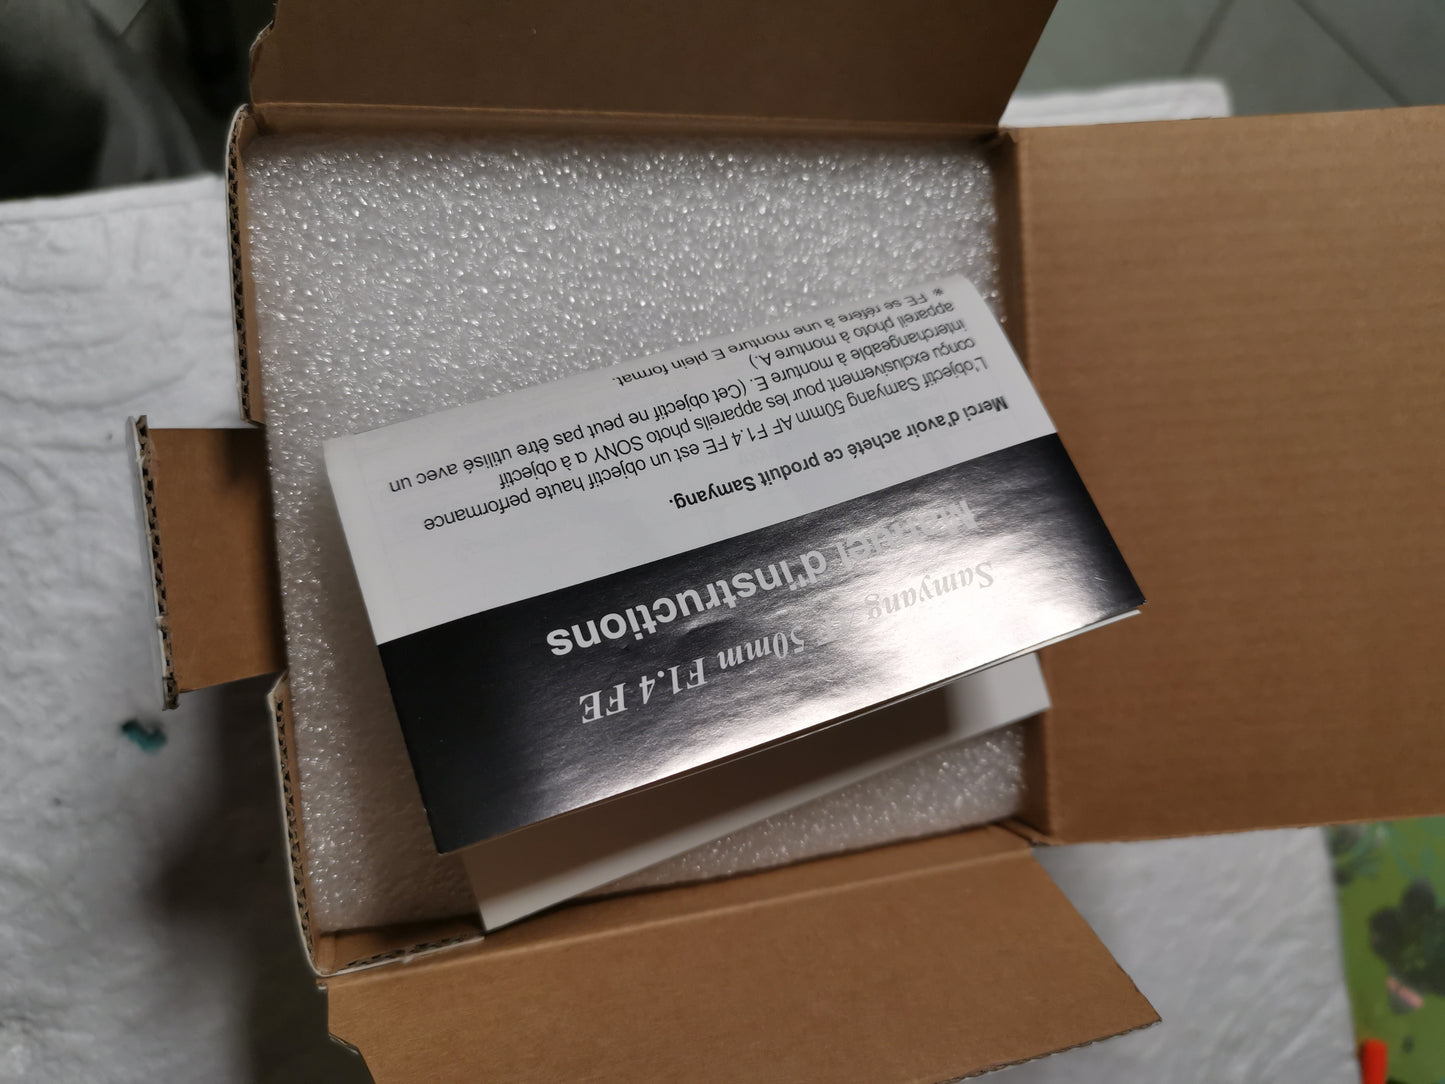 Samyang 50mm F1.4 FE
Manuel d'instructions
Merci d'avoir acheté ce produit Samyang.
L'objectif Samyang 50mm AF F1.4 FE est un objectif haute performance
conçu exclusivement pour les appareils photo SONY α à objectif
interchangeable à monture E. (Cet objectif ne peut pas être utilisé avec un
appareil photo à monture A.)
※ FE se réfère à une monture E plein format.